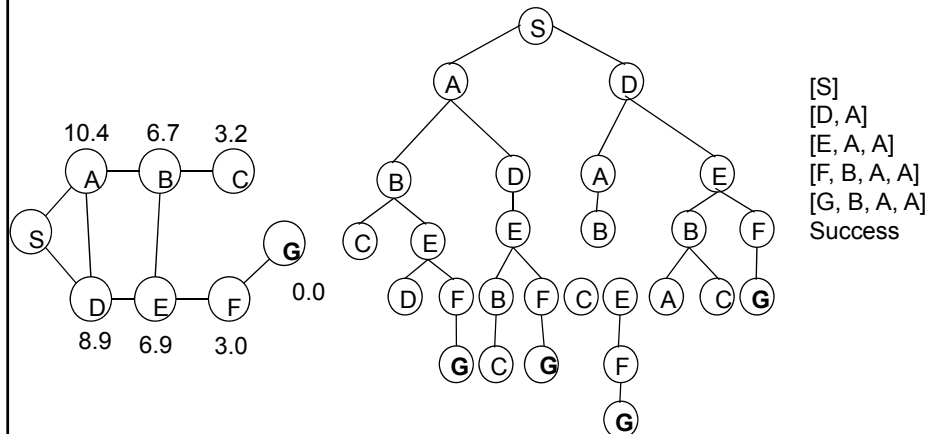 10.4 6.7 3.2
A B C
S
G
D E F
0.0
8.9 6.9 3.0
S
A D
B D A E
C E E B B F
D F B F C E A C G
G C G F
G
[S]
[D, A]
[E, A, A]
[F, B, A, A]
[G, B, A, A]
Success